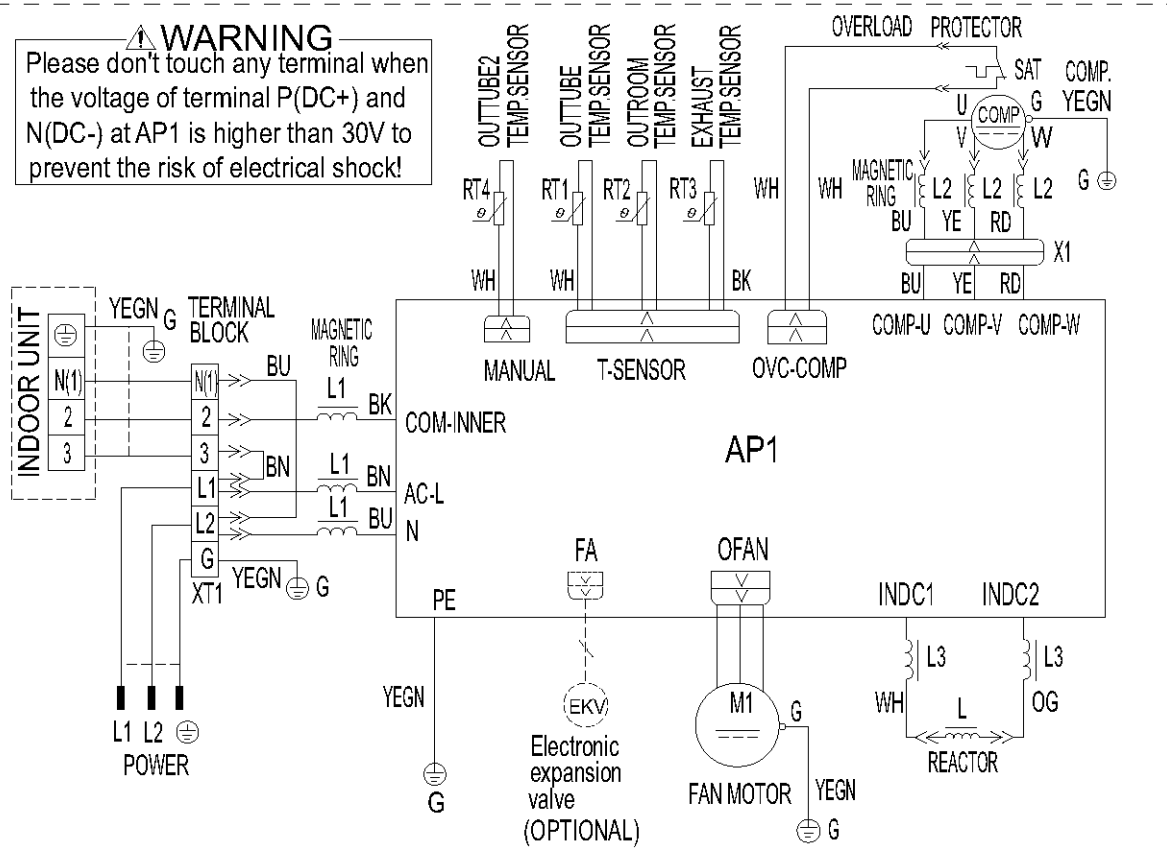 WARNING
Please don't touch any terminal when
the voltage of terminal P(DC+) and
N(DC-) at AP1 is higher than 30V to
prevent the risk of electrical shock!
OUTTUBE2
TEMP.SENSOR
OUTTUBE
TEMP.SENSOR
OUTROOM
TEMP.SENSOR
EXHAUST
TEMP.SENSOR
OVERLOAD PROTECTOR
SAT
COMP.
YEGN
U
COMP
G
V
W
RT4
θ
RT1
θ
RT2
θ
RT3
θ
WH
WH
MAGNETIC
RING
L2
L2
L2
G
BU
YE
RD
X1
WH
WH
BK
BU
YE
RD
COMP-U
COMP-V
COMP-W
MANUAL
T-SENSOR
OVC-COMP
INDOOR UNIT
N(1)
2
3
YEGN
G
TERMINAL
BLOCK
N(1)
2
3
L1
L2
G
XT1
BU
BN
MAGNETIC
RING
L1
BK
COM-INNER
L1
BN
AC-L
L1
BU
N
YEGN
G
AP1
L1
L2
POWER
PE
YEGN
G
FA
EKV
Electronic
expansion
valve
(OPTIONAL)
OFAN
M1
G
FAN MOTOR
YEGN
G
INDC1
INDC2
L3
L3
WH
L
OG
REACTOR